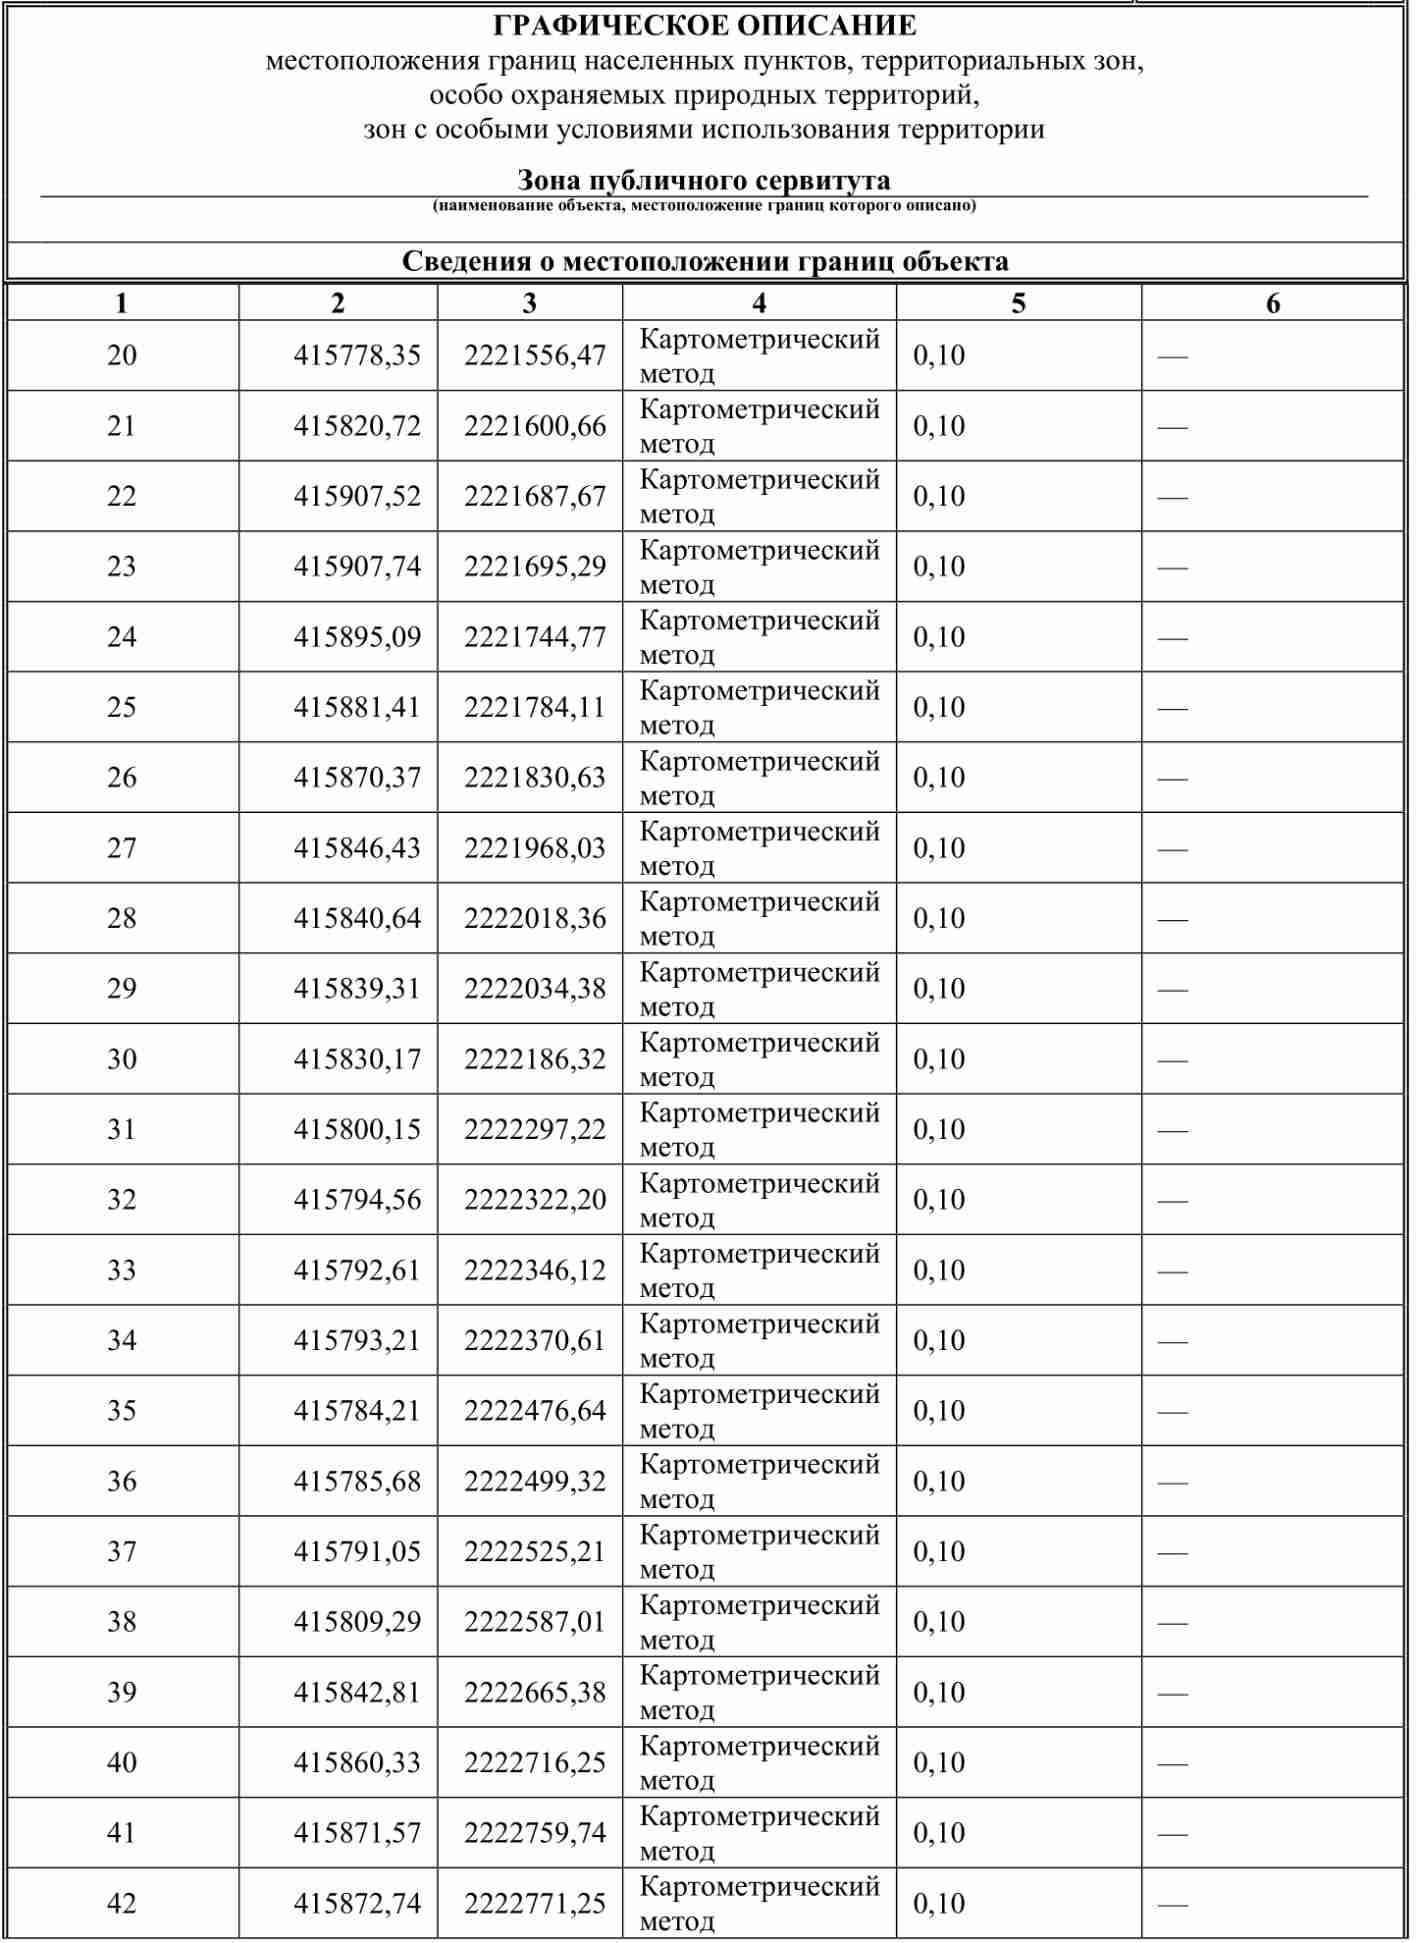 ГРАФИЧЕСКОЕ ОПИСАНИЕ
местоположения границ населенных пунктов, территориальных зон,
особо охраняемых природных территорий,
зон с особыми условиями использования территории
Зона публичного сервитута
(наименование объекта, местоположение границ которого описано)
Сведения о местоположении границ объекта
1 2 3 4 5 6
20 415778,35 2221556,47 Картометрический метод 0,10 —
21 415820,72 2221600,66 Картометрический метод 0,10 —
22 415907,52 2221687,67 Картометрический метод 0,10 —
23 415907,74 2221695,29 Картометрический метод 0,10 —
24 415895,09 2221744,77 Картометрический метод 0,10 —
25 415881,41 2221784,11 Картометрический метод 0,10 —
26 415870,37 2221830,63 Картометрический метод 0,10 —
27 415846,43 2221968,03 Картометрический метод 0,10 —
28 415840,64 2222018,36 Картометрический метод 0,10 —
29 415839,31 2222034,38 Картометрический метод 0,10 —
30 415830,17 2222186,32 Картометрический метод 0,10 —
31 415800,15 2222297,22 Картометрический метод 0,10 —
32 415794,56 2222322,20 Картометрический метод 0,10 —
33 415792,61 2222346,12 Картометрический метод 0,10 —
34 415793,21 2222370,61 Картометрический метод 0,10 —
35 415784,21 2222476,64 Картометрический метод 0,10 —
36 415785,68 2222499,32 Картометрический метод 0,10 —
37 415791,05 2222525,21 Картометрический метод 0,10 —
38 415809,29 2222587,01 Картометрический метод 0,10 —
39 415842,81 2222665,38 Картометрический метод 0,10 —
40 415860,33 2222716,25 Картометрический метод 0,10 —
41 415871,57 2222759,74 Картометрический метод 0,10 —
42 415872,74 2222771,25 Картометрический метод 0,10 —